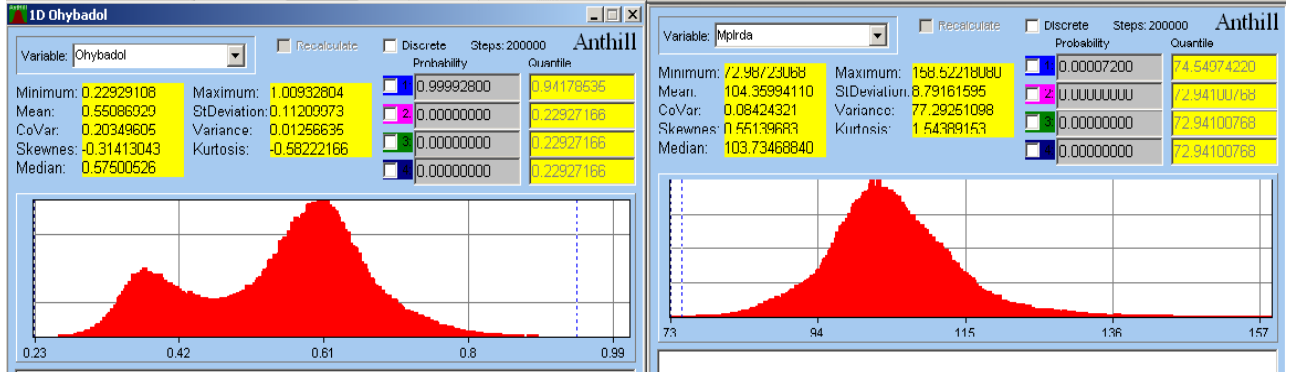 1D Ohybadol
Variable: Ohybadol
Recalculate
Discrete Steps: 200000 Anthill
Probability Quantile
Minimum: 0.22929108 Maximum: 1.00932804
Mean: 0.55086929 StDeviation: 0.11209973
CoVar: 0.20349605 Variance: 0.01256635
Skewnes: -0.31413043 Kurtosis: -0.58222166
Median: 0.57500526
1 0.99992800 0.94178535
2 0.00000000 0.22927166
3 0.00000000 0.22927166
0.00000000 0.22927166
0.23 0.42 0.61 0.8 0.99
Variable: Mplrda
Recalculate
Discrete Steps: 200000 Anthill
Probability Quantile
Minimum: 72.98723068 Maximum: 158.52218080
Mean: 104.35994110 StDeviation: 8.79161595
CoVar: 0.08424321 Variance: 77.29251098
Skewnes: 0.55139683 Kurtosis: 1.54389153
Median: 103.73468840
1 0.00007200 74.54974220
2 0.00000000 72.94100768
3 0.00000000 72.94100768
0.00000000 72.94100768
73 94 115 136 157